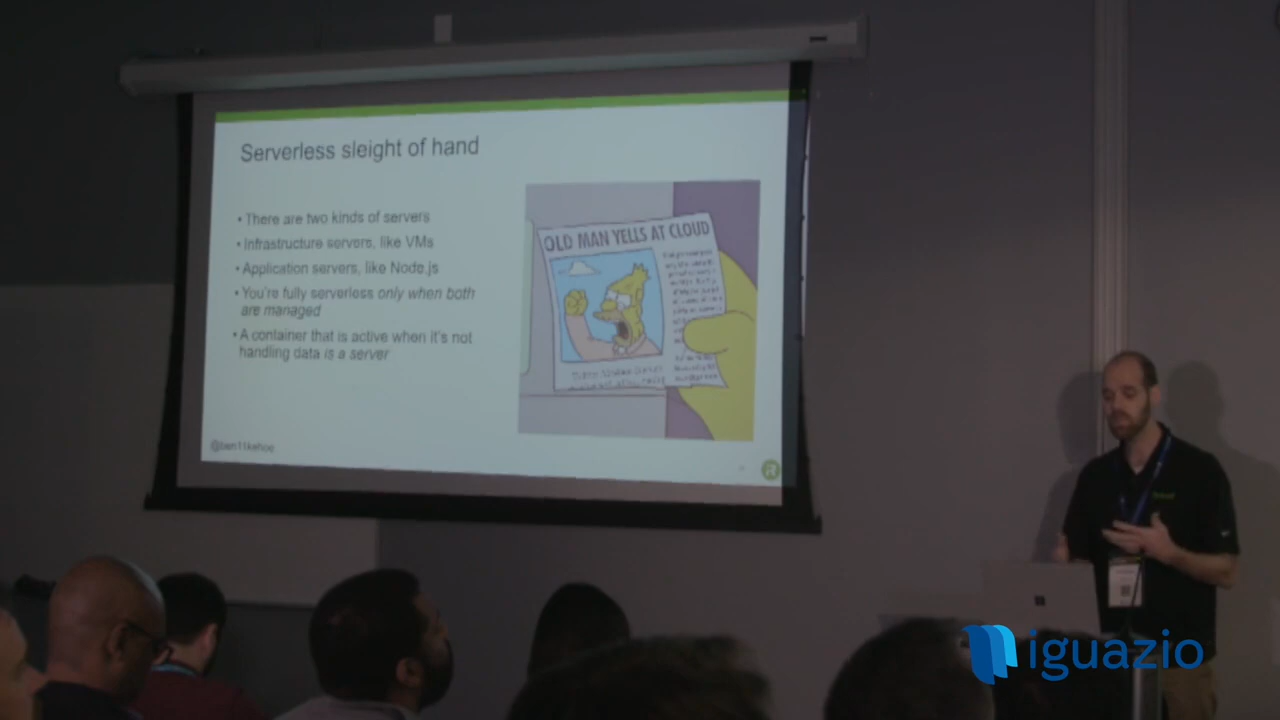 Serverless sleight of hand
• There are two kinds of servers
• Infrastructure servers, like VMs
• Application servers, like Node.js
• You're fully serverless only when both
are managed
• A container that is active when it's not
handling data is a server
OLD MAN YELLS AT CLOUD
@ben11kehoe
iguazio